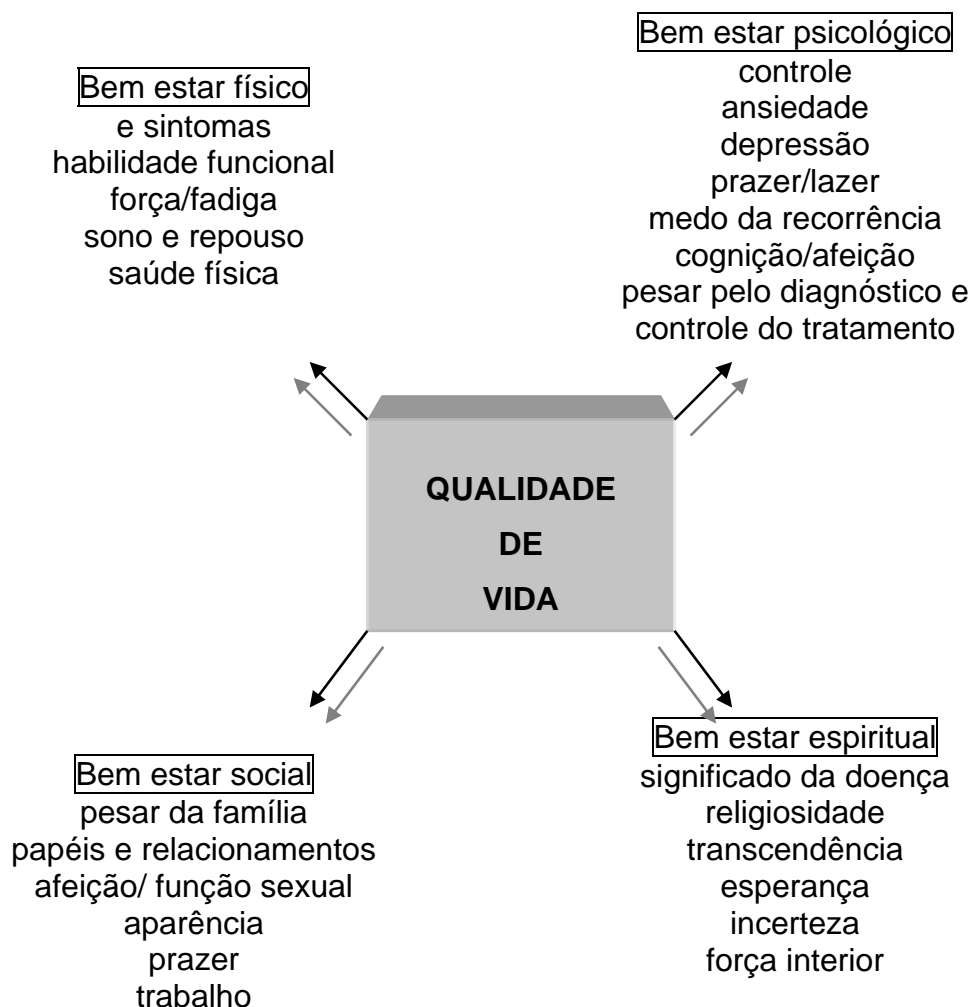 Bem estar físico
e sintomas
habilidade funcional
força/fadiga
sono e repouso
saúde física
Bem estar psicológico
controle
ansiedade
depressão
prazer/lazer
medo da recorrência
cognição/afeição
pesar pelo diagnóstico e
controle do tratamento
QUALIDADE
DE
VIDA
Bem estar social
pesar da família
papéis e relacionamentos
afeição/ função sexual
aparência
prazer
trabalho
Bem estar espiritual
significado da doença
religiosidade
transcendência
esperança
incerteza
força interior